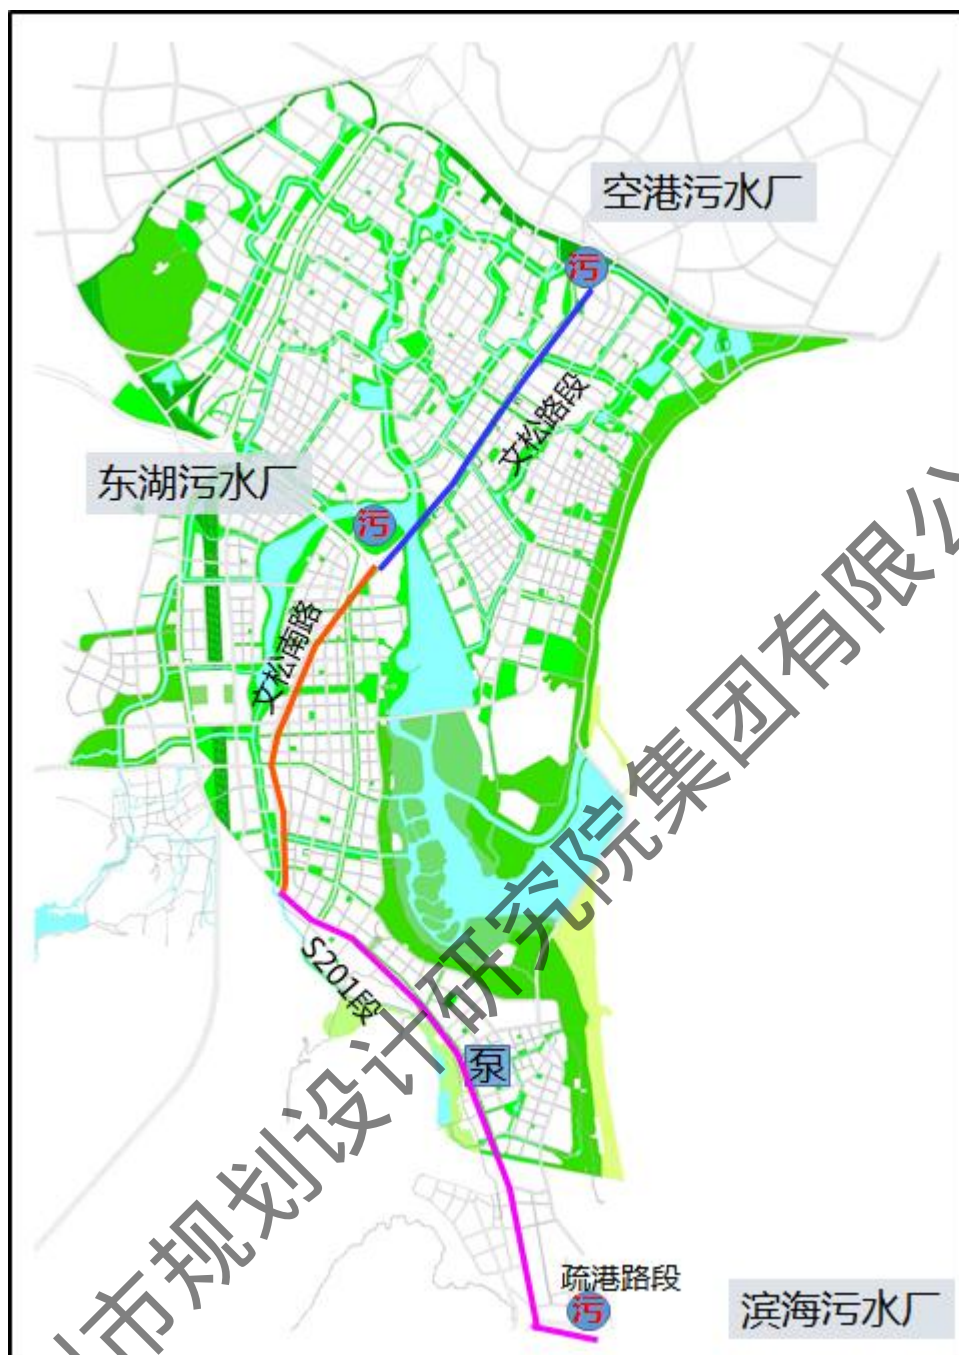 空港污水厂
污
文松路段
东湖污水厂
污
文松南路
S201段
泵
疏港路段
污
滨海污水厂
市规划设计研究院集团有限公